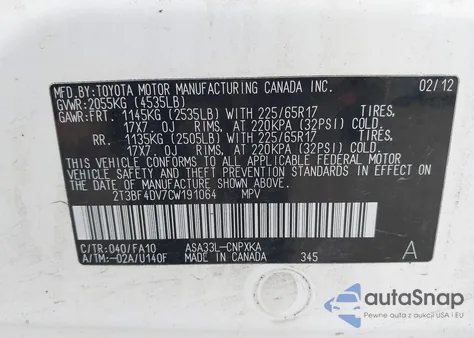 MFD.BY:TOYOTA MOTOR MANUFACTURING CANADA INC. 02/12
GVWR:2055KG (4535LB)
GAWR:FRT. 1145KG (2535LB) WITH 225/65R17 TIRES,
17X7 OJ RIMS, AT 220KPA (32PSI) COLD.
RR. 1135KG (2505LB) WITH 225/65R17 TIRES,
17X7 OJ RIMS, AT 220KPA (32PSI) COLD.
THIS VEHICLE CONFORMS TO ALL APPLICABLE FEDERAL MOTOR
VEHICLE SAFETY AND THEFT PREVENTION STANDARDS IN
EFFECT ON THE DATE OF MANUFACTURE SHOWN ABOVE.
2T3BF4DV7CW191064 MPV
C/TR:040/FA10 ASA33L-CNPXKA A
A/TM:-02A/U140F MADE IN CANADA 345
autoSnap
Pewne auta z USA i EU